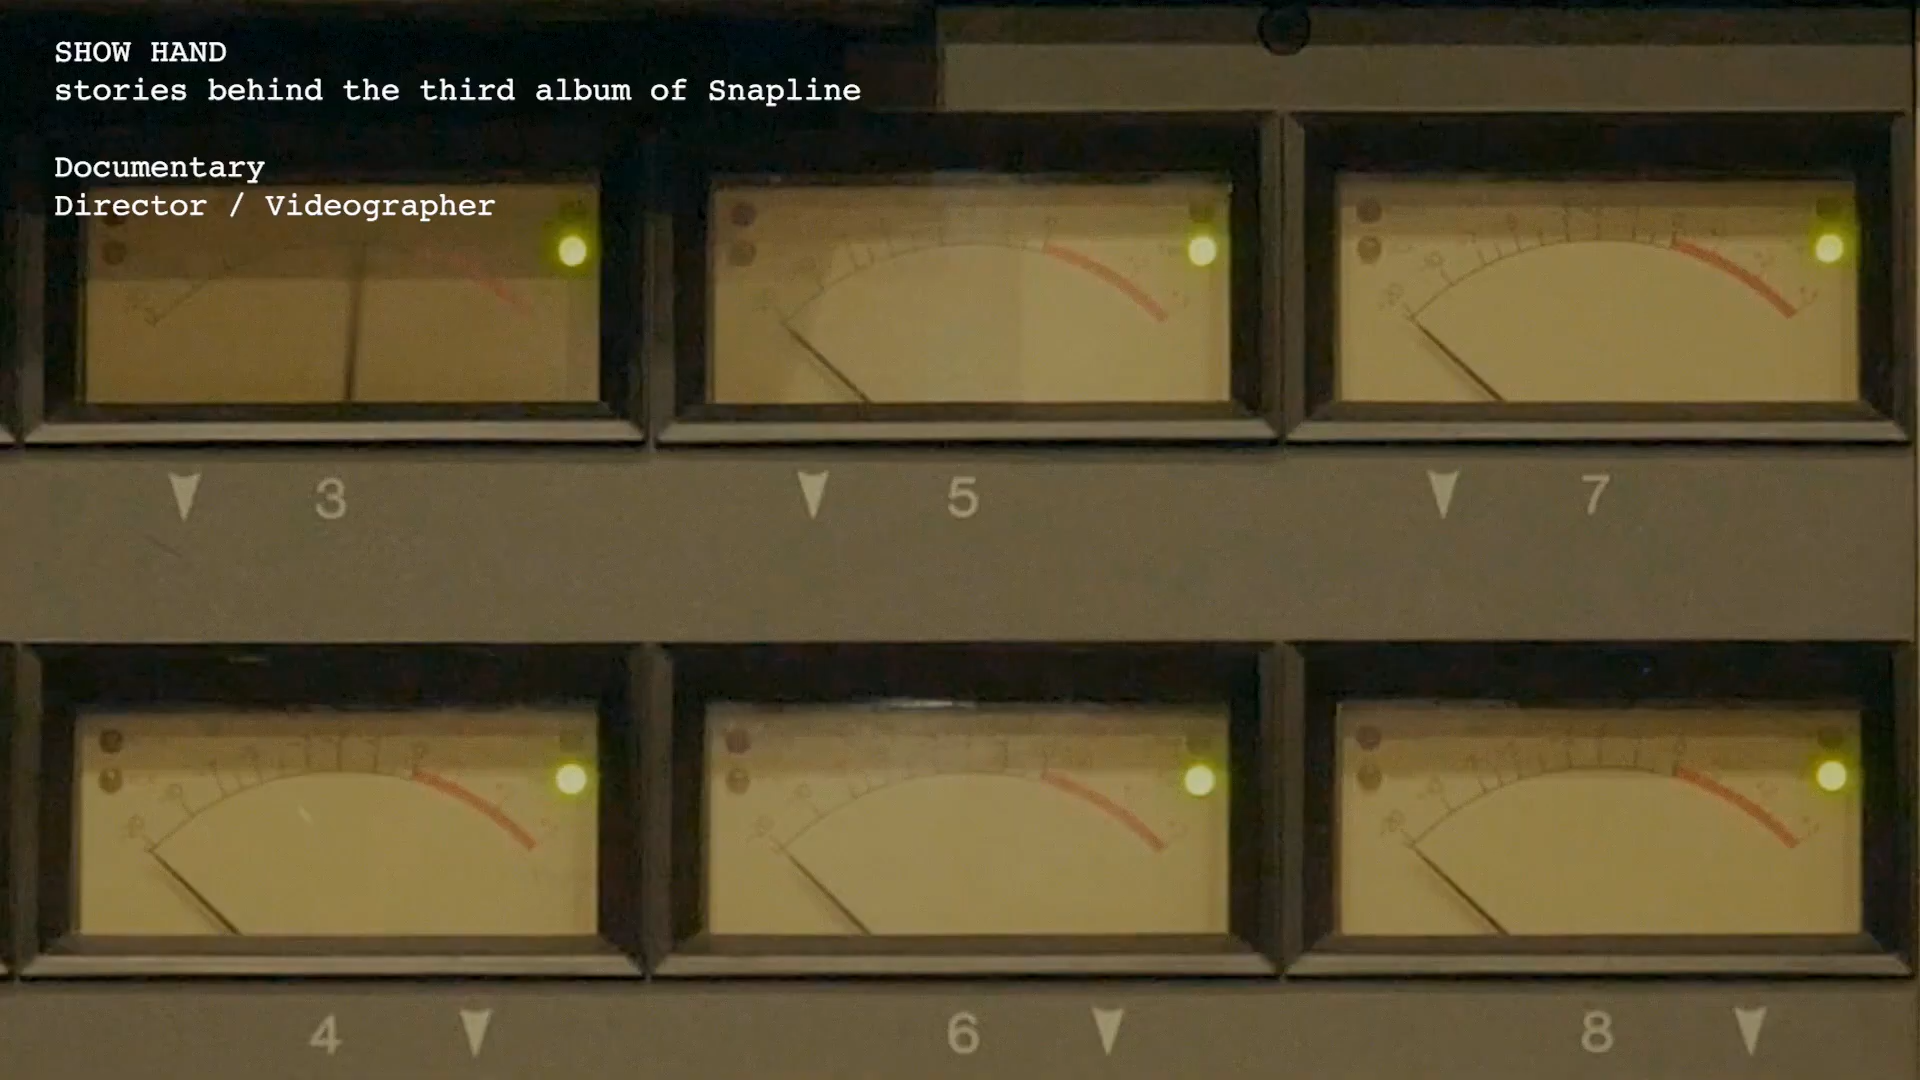 SHOW HAND
stories behind the third album of Snapline
Documentary
Director / Videographer
3 5 7
4 6 8